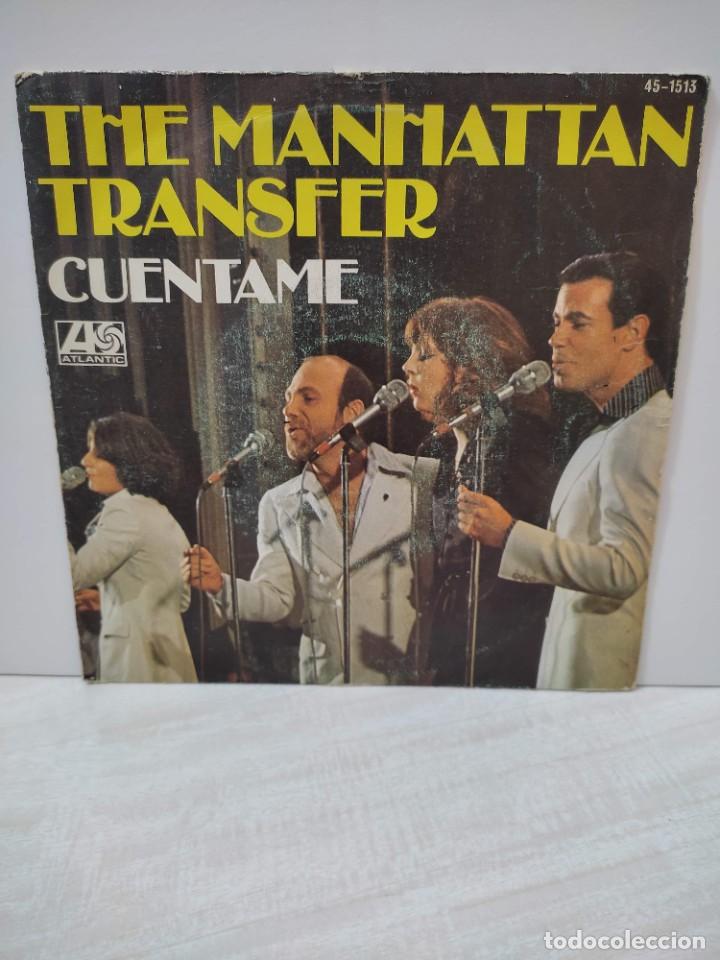 45-1513
THE MANHATTAN
TRANSFER
CUENTAME
ATLANTIC
todocoleccion